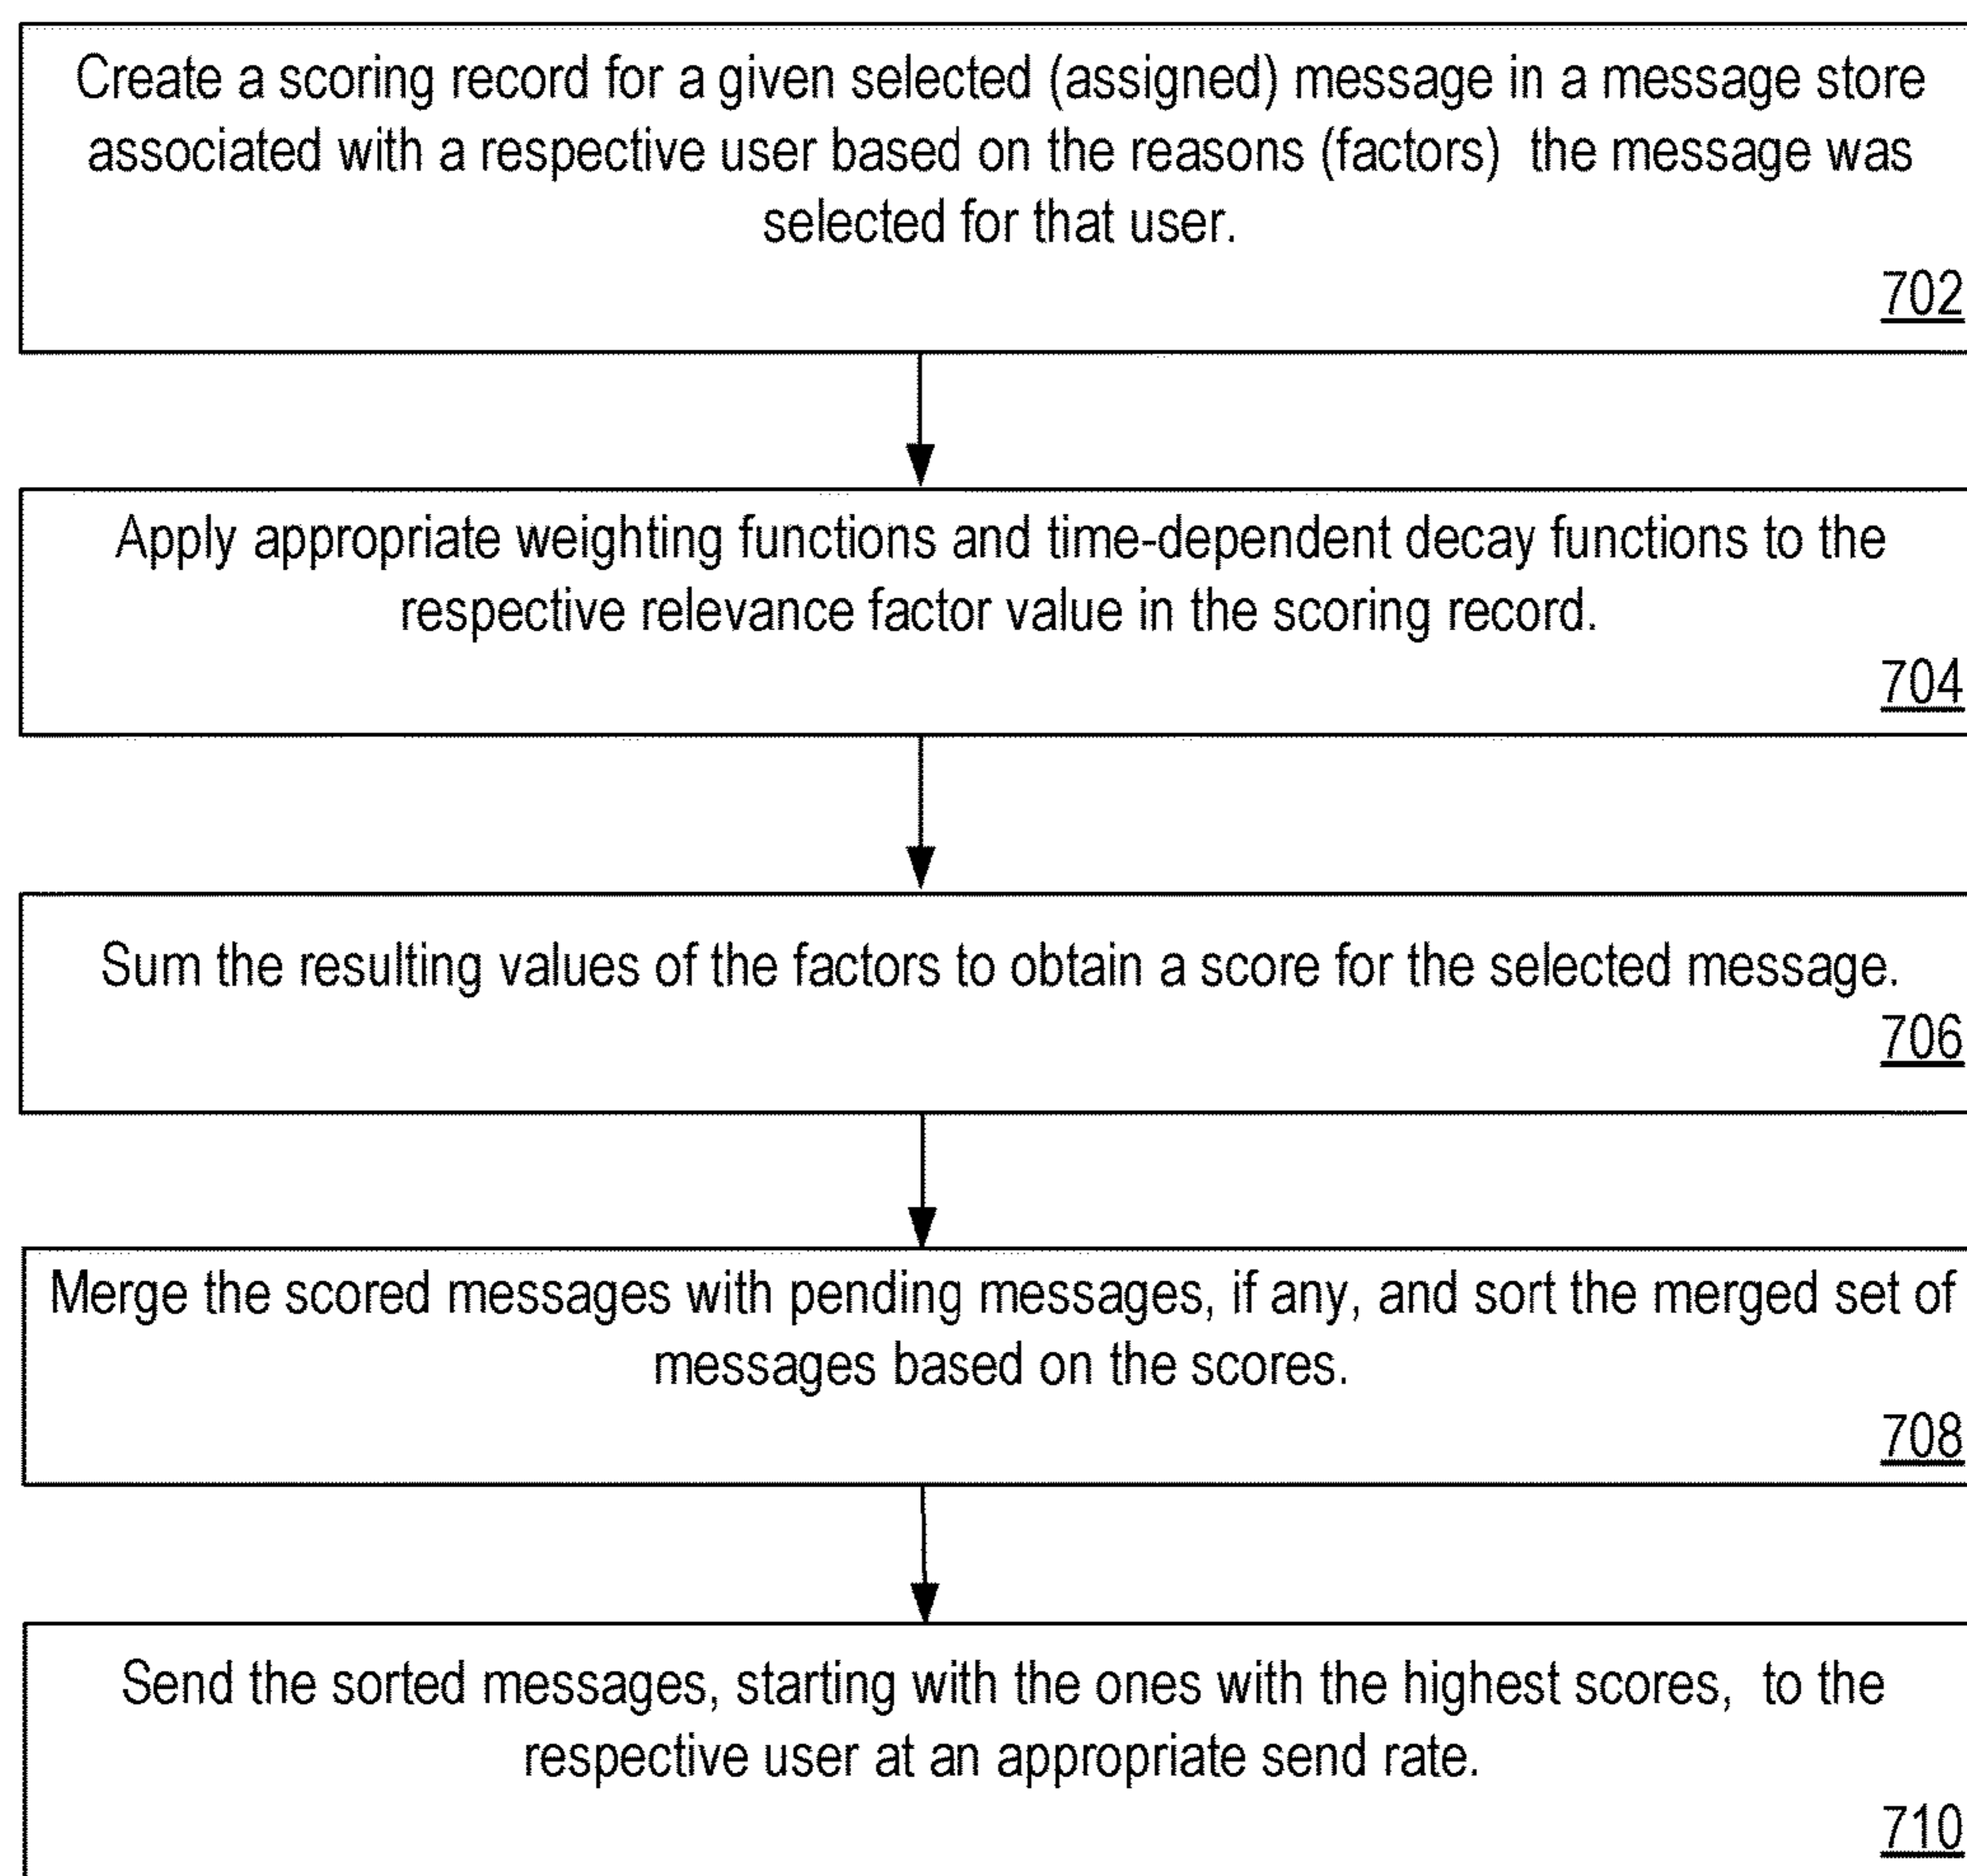 Create a scoring record for a given selected (assigned) message in a message store
associated with a respective user based on the reasons (factors) the message was
selected for that user.
702
Apply appropriate weighting functions and time-dependent decay functions to the
respective relevance factor value in the scoring record.
704
Sum the resulting values of the factors to obtain a score for the selected message.
706
Merge the scored messages with pending messages, if any, and sort the merged set of
messages based on the scores.
708
Send the sorted messages, starting with the ones with the highest scores, to the
respective user at an appropriate send rate.
710